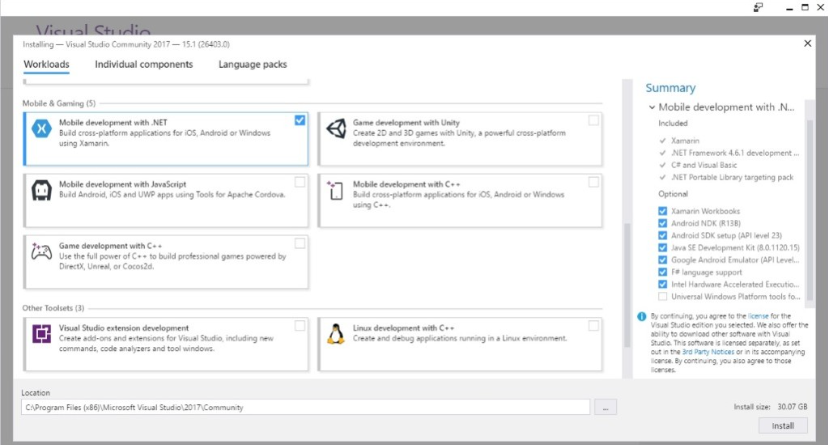 Visual Studio
Installing — Visual Studio Community 2017 — 15.1 (26403.0)
Workloads Individual components Language packs
Mobile & Gaming (5)
Mobile development with .NET
Build cross-platform applications for iOS, Android or Windows
using Xamarin.
Game development with Unity
Create 2D and 3D games with Unity, a powerful cross-platform
development environment.
Mobile development with JavaScript
Build Android, iOS and UWP apps using Tools for Apache Cordova.
Mobile development with C++
Build cross-platform applications for iOS, Android or Windows
using C++.
Game development with C++
Use the full power of C++ to build professional games powered by
DirectX, Unreal, or Cocos2d.
Other Toolsets (3)
Visual Studio extension development
Create add-ons and extensions for Visual Studio, including new
commands, code analyzers and tool windows.
Linux development with C++
Create and debug applications running in a Linux environment.
Summary
Mobile development with .N...
Included
Xamarin
.NET Framework 4.6.1 development ...
C# and Visual Basic
.NET Portable Library targeting pack
Optional
Xamarin Workbooks
Android NDK (R13B)
Android SDK setup (API level 23)
Java SE Development Kit (8.0.1120.15)
Google Android Emulator (API Level...
F# language support
Intel Hardware Accelerated Executio...
Universal Windows Platform tools fo...
By continuing, you agree to the license for the
Visual Studio edition you selected. We also offer the
ability to download other software with Visual
Studio. This software is licensed separately, as set
out in the 3rd Party Notices or in its accompanying
license. By continuing, you also agree to those
licenses.
Location
C:\Program Files (x86)\Microsoft Visual Studio\2017\Community
...
Install size: 30.07 GB
Install